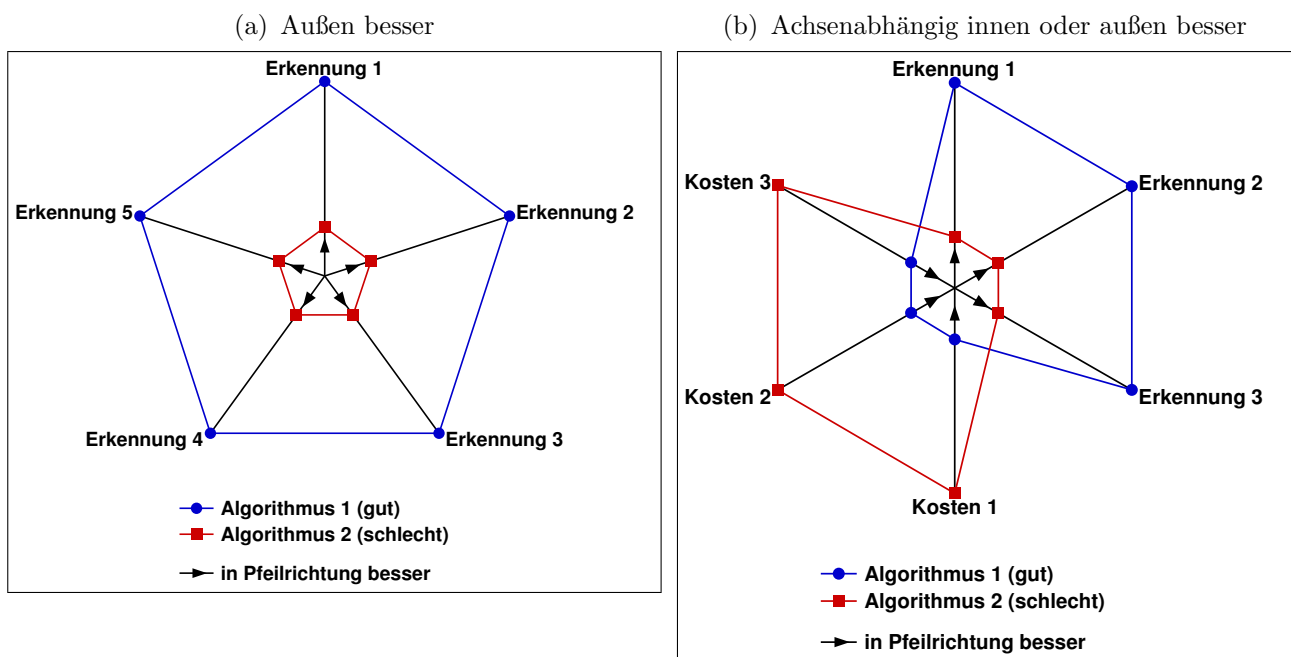 (a) Außen besser
Erkennung 1
Erkennung 5
Erkennung 2
Erkennung 4
Erkennung 3
Algorithmus 1 (gut)
Algorithmus 2 (schlecht)
in Pfeilrichtung besser
(b) Achsenabhängig innen oder außen besser
Erkennung 1
Kosten 3
Erkennung 2
Kosten 2
Erkennung 3
Kosten 1
Algorithmus 1 (gut)
Algorithmus 2 (schlecht)
in Pfeilrichtung besser